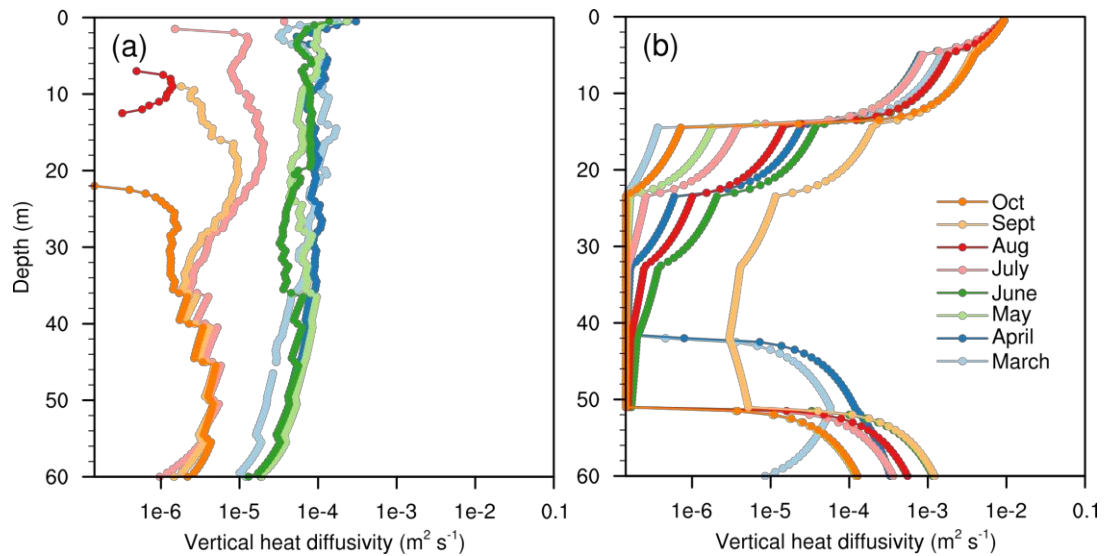 (a)
(b)
0
10
20
30
40
50
60
Depth (m)
1e-6 1e-5 1e-4 1e-3 1e-2 0.1
Vertical heat diffusivity (m² s⁻¹)
0
10
20
30
40
50
60
Oct
Sept
Aug
July
June
May
April
March
1e-6 1e-5 1e-4 1e-3 1e-2 0.1
Vertical heat diffusivity (m² s⁻¹)